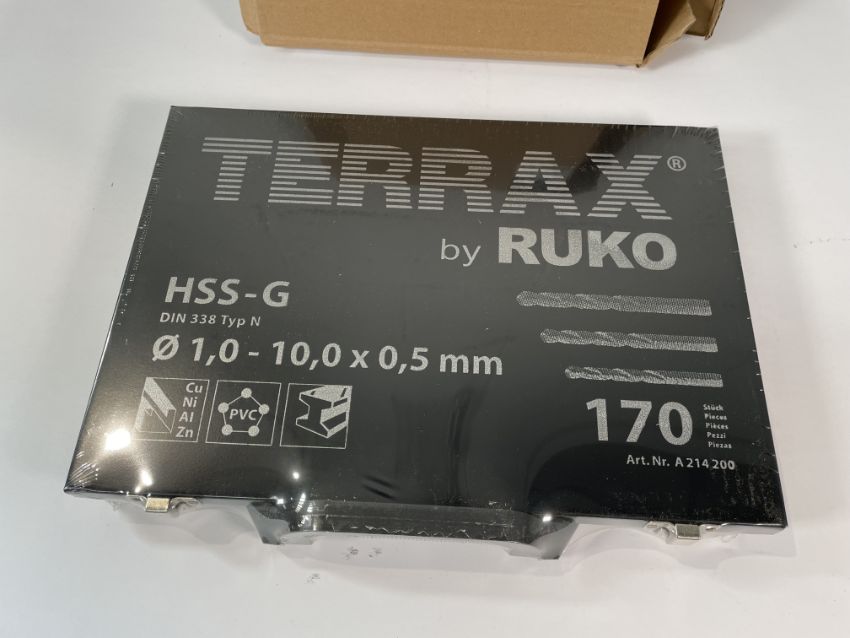 TERRAX®
by RUKO
HSS-G
DIN 338 Typ N
Ø 1,0 - 10,0 x 0,5 mm
Cu
Ni
Al
Zn
PVC
170
Stück
Pieces
Pièces
Pezzi
Piezas
Art.Nr. A 214 200